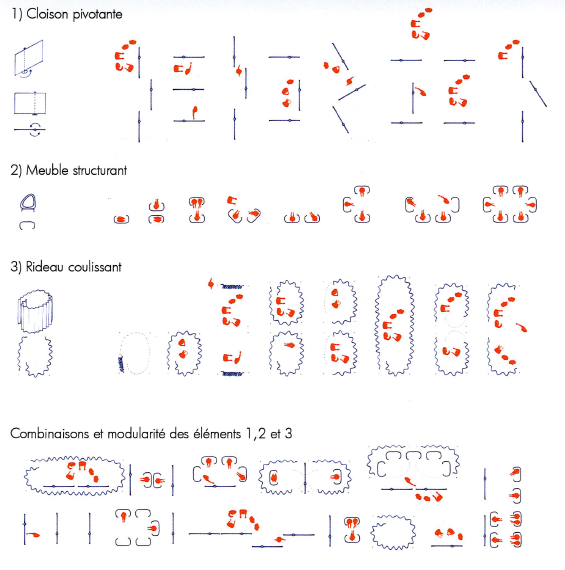 1) Cloison pivotante
2) Meuble structurant
3) Rideau coulissant
Combinaisons et modularité des éléments 1,2 et 3